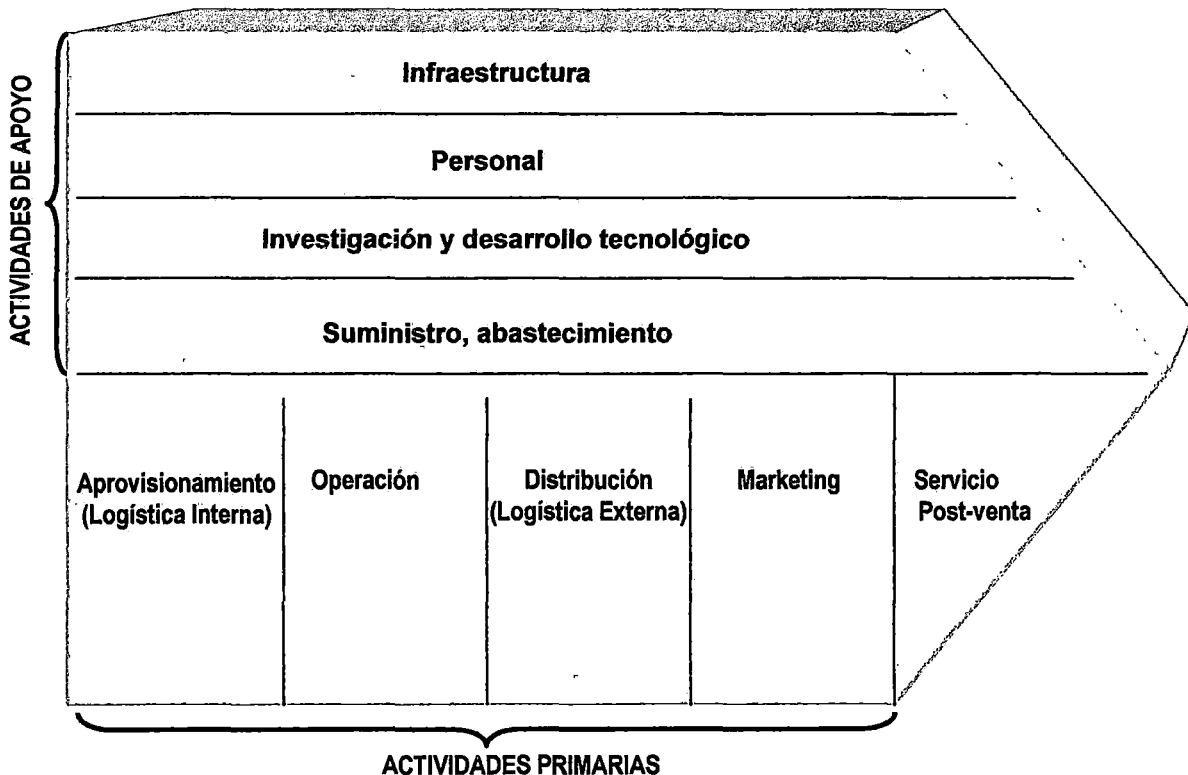 ACTIVIDADES DE APOYO
Infraestructura
Personal
Investigación y desarrollo tecnológico
Suministro, abastecimiento
Aprovisionamiento
(Logística Interna)
Operación
Distribución
(Logística Externa)
Marketing
Servicio
Post-venta
ACTIVIDADES PRIMARIAS